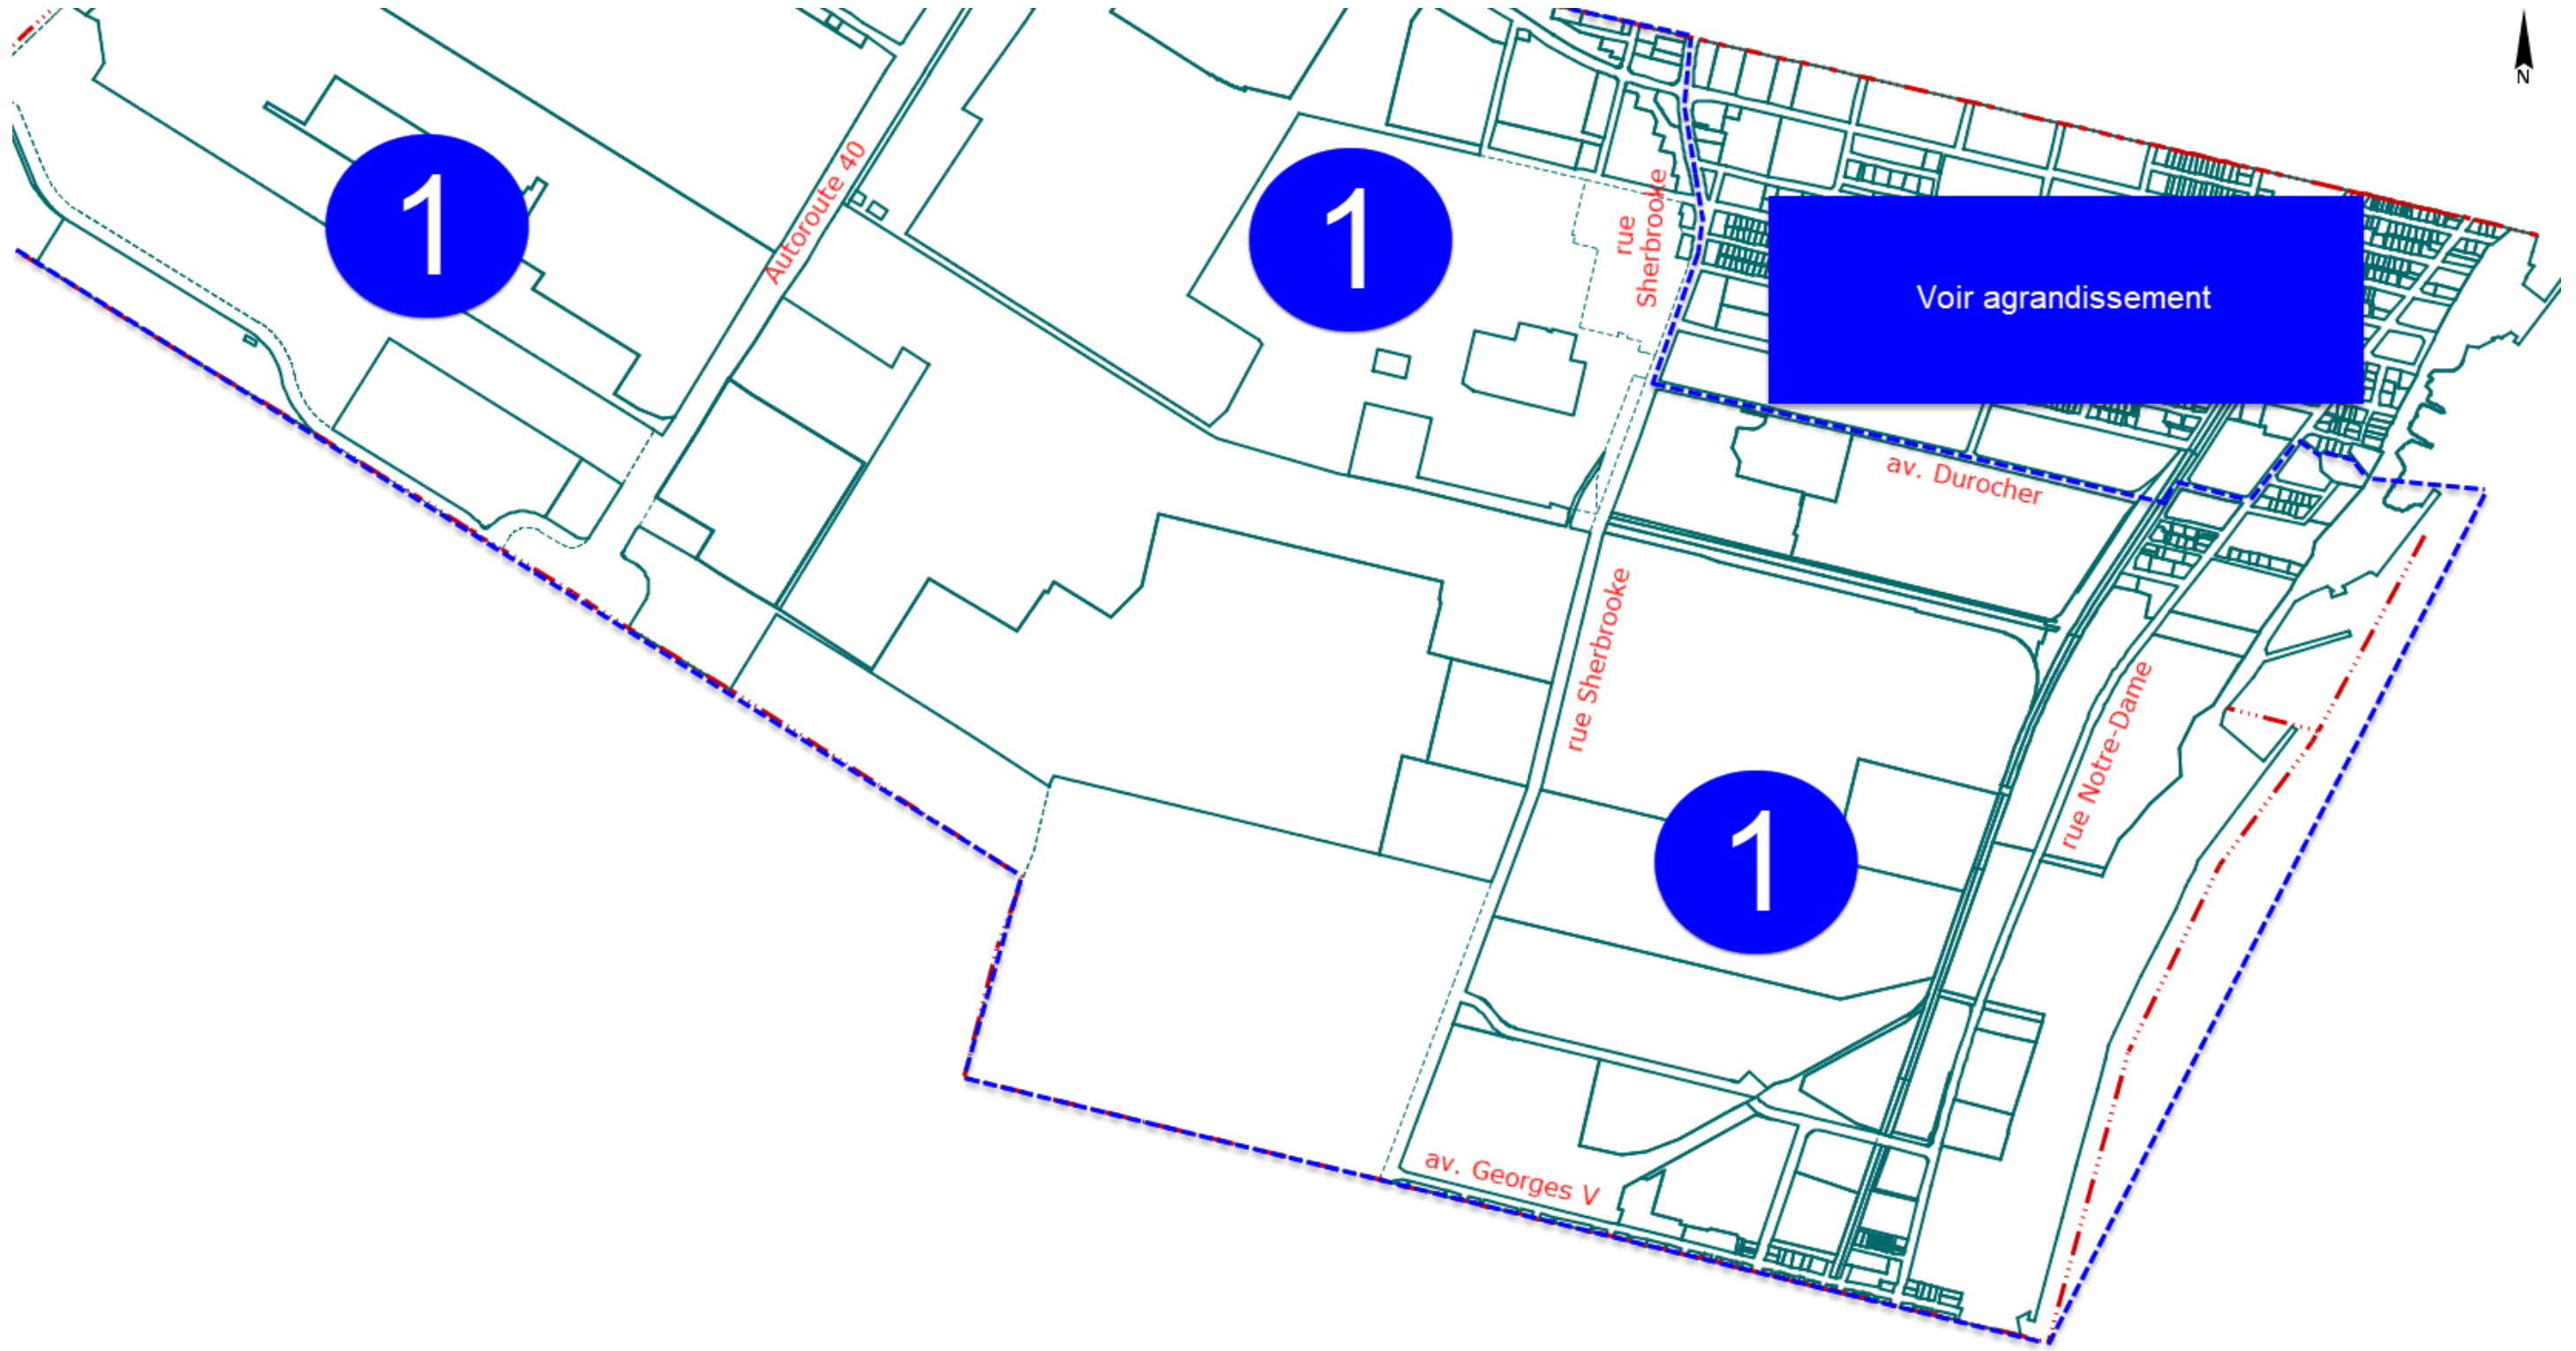 N
1
Autoroute 40
1
rue
Sherbrooke
Voir agrandissement
av. Durocher
rue Sherbrooke
rue Notre-Dame
1
av. Georges V